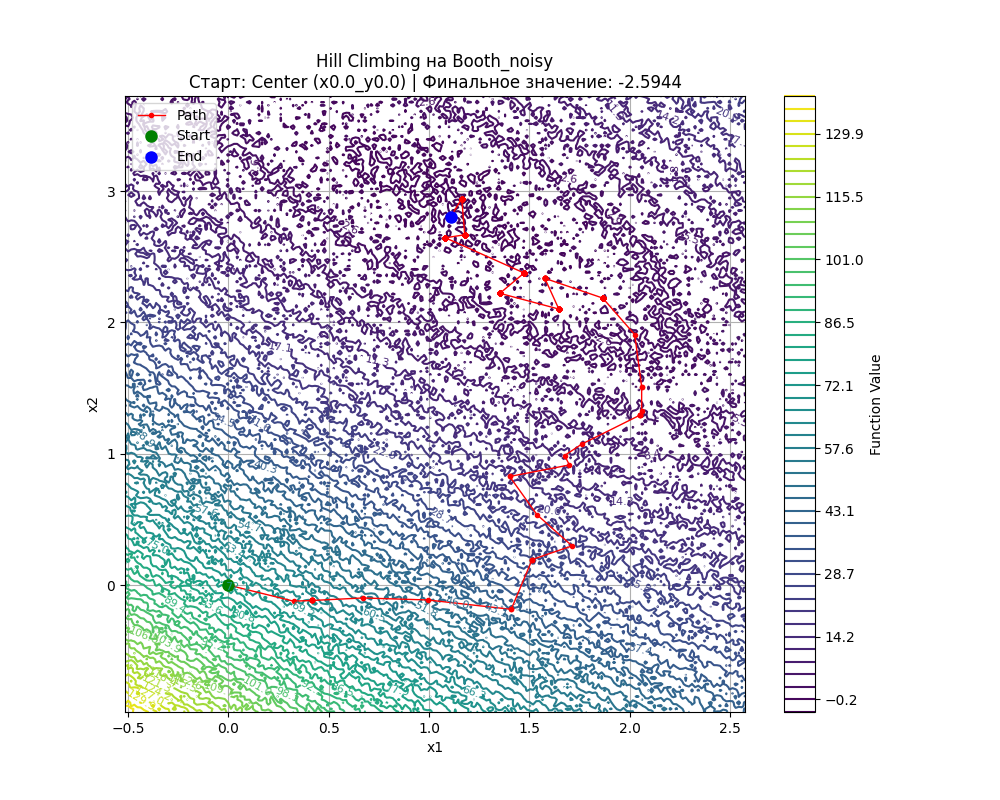 Hill Climbing на Booth_noisy
Старт: Center (x0.0_y0.0) | Финальное значение: -2.5944
Path
Start
End
3
2
1
0
x2
−0.5
0.0
0.5
1.0
1.5
2.0
2.5
x1
129.9
115.5
101.0
86.5
72.1
57.6
43.1
28.7
14.2
−0.2
Function Value